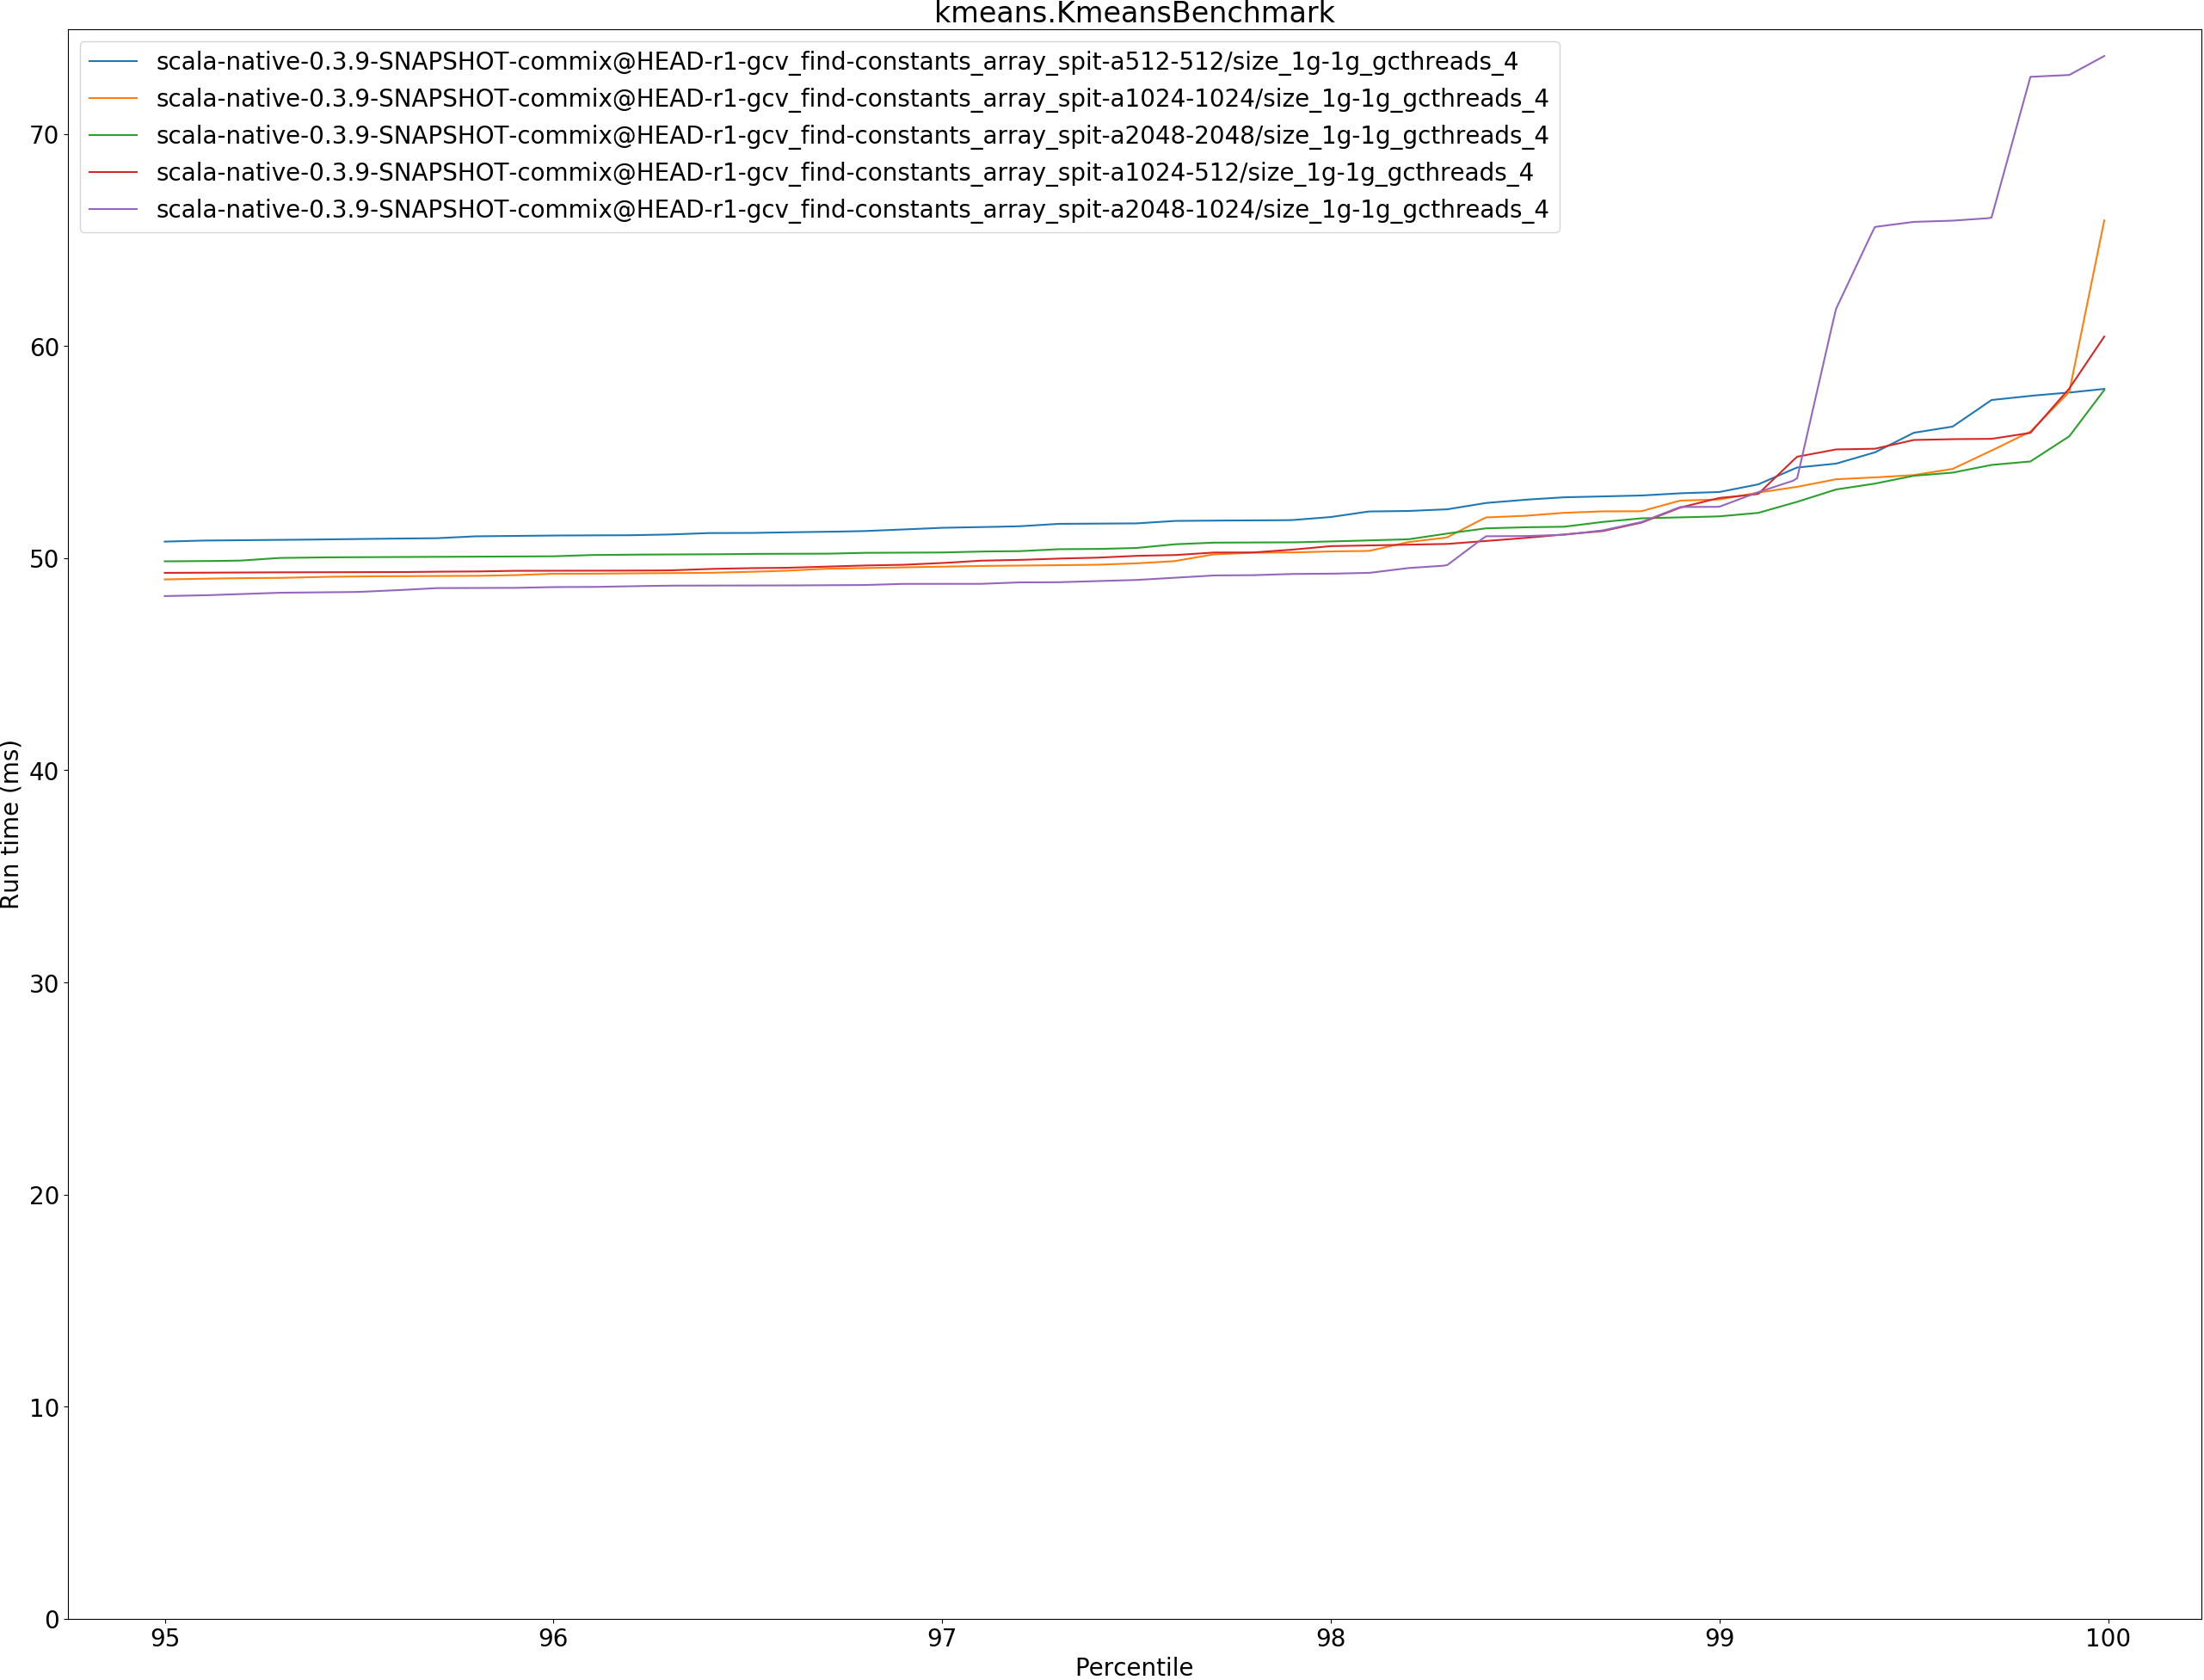 kmeans.KmeansBenchmark
scala-native-0.3.9-SNAPSHOT-commix@HEAD-r1-gcv_find-constants_array_spit-a512-512/size_1g-1g_gcthreads_4
scala-native-0.3.9-SNAPSHOT-commix@HEAD-r1-gcv_find-constants_array_spit-a1024-1024/size_1g-1g_gcthreads_4
scala-native-0.3.9-SNAPSHOT-commix@HEAD-r1-gcv_find-constants_array_spit-a2048-2048/size_1g-1g_gcthreads_4
scala-native-0.3.9-SNAPSHOT-commix@HEAD-r1-gcv_find-constants_array_spit-a1024-512/size_1g-1g_gcthreads_4
scala-native-0.3.9-SNAPSHOT-commix@HEAD-r1-gcv_find-constants_array_spit-a2048-1024/size_1g-1g_gcthreads_4
70
60
50
40
30
20
10
0
Run time (ms)
95 96 97 98 99 100
Percentile